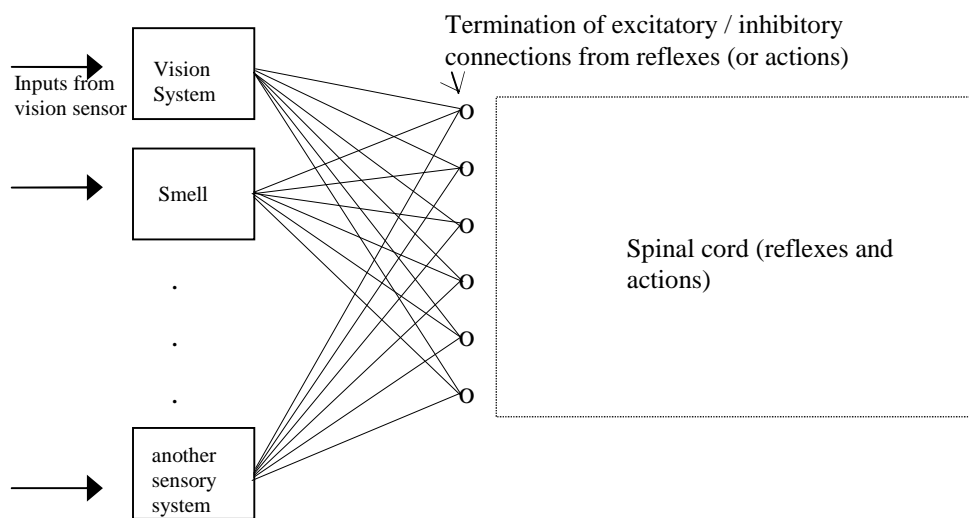 Termination of excitatory / inhibitory
connections from reflexes (or actions)
Vision
System
Inputs from
vision sensor
o
o
Smell
o
Spinal cord (reflexes and
actions)
o
.
.
o
.
o
another
sensory
system